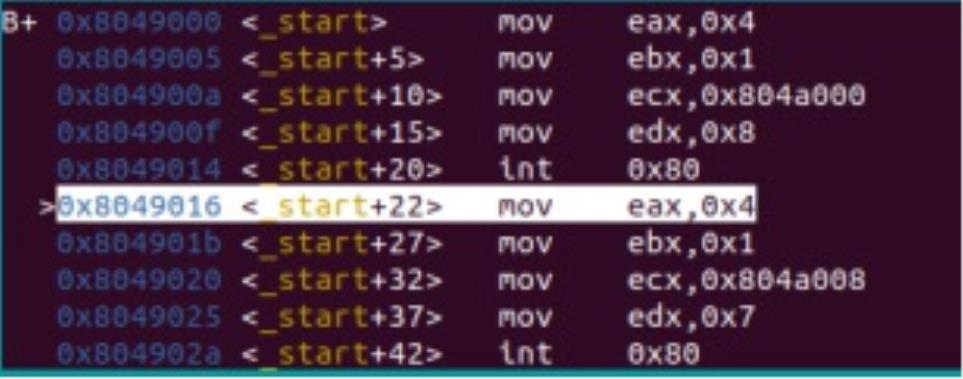 B+ 0x8049000 <_start> mov eax,0x4
0x8049005 <_start+5> mov ebx,0x1
0x804900a <_start+10> mov ecx,0x804a000
0x804900f <_start+15> mov edx,0x8
0x8049014 <_start+20> int 0x80
>0x8049016 <_start+22> mov eax,0x4
0x804901b <_start+27> mov ebx,0x1
0x8049020 <_start+32> mov ecx,0x804a008
0x8049025 <_start+37> mov edx,0x7
0x804902a <_start+42> int 0x80